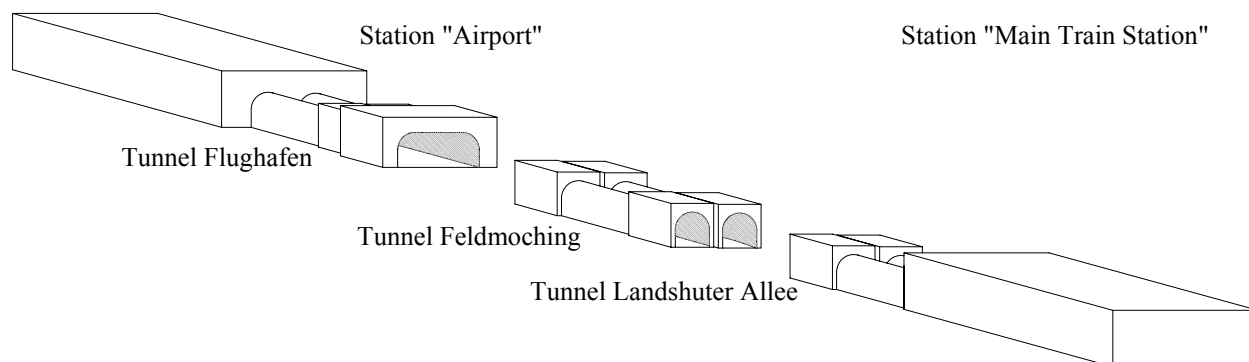 Station "Airport"
Station "Main Train Station"
Tunnel Flughafen
Tunnel Feldmoching
Tunnel Landshuter Allee